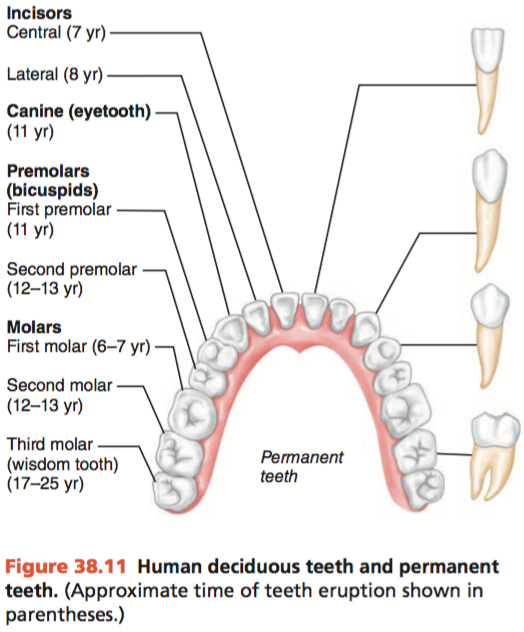 Incisors
Central (7 yr)
Lateral (8 yr)
Canine (eyetooth)
(11 yr)
Premolars
(bicuspids)
First premolar
(11 yr)
Second premolar
(12–13 yr)
Molars
First molar (6–7 yr)
Second molar
(12–13 yr)
Third molar
(wisdom tooth)
(17–25 yr)
Permanent
teeth
Figure 38.11 Human deciduous teeth and permanent
teeth. (Approximate time of teeth eruption shown in
parentheses.)